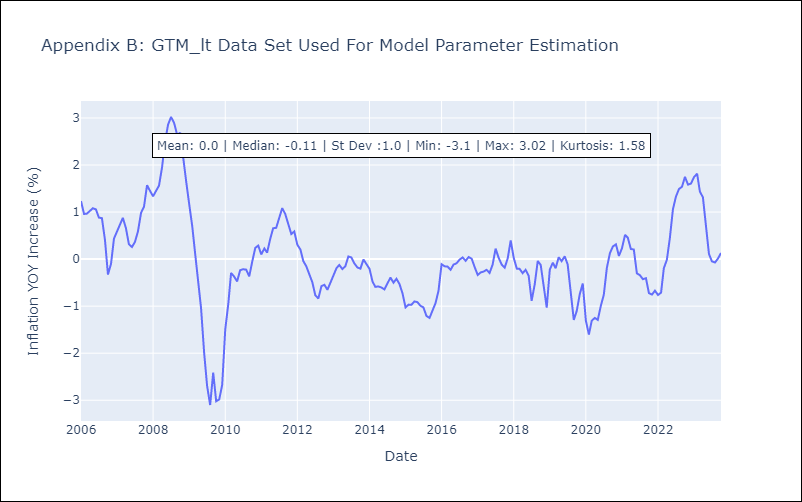 Appendix B: GTM_lt Data Set Used For Model Parameter Estimation
Mean: 0.0 | Median: -0.11 | St Dev :1.0 | Min: -3.1 | Max: 3.02 | Kurtosis: 1.58
Inflation YOY Increase (%)
3
2
1
0
−1
−2
−3
2006 2008 2010 2012 2014 2016 2018 2020 2022
Date